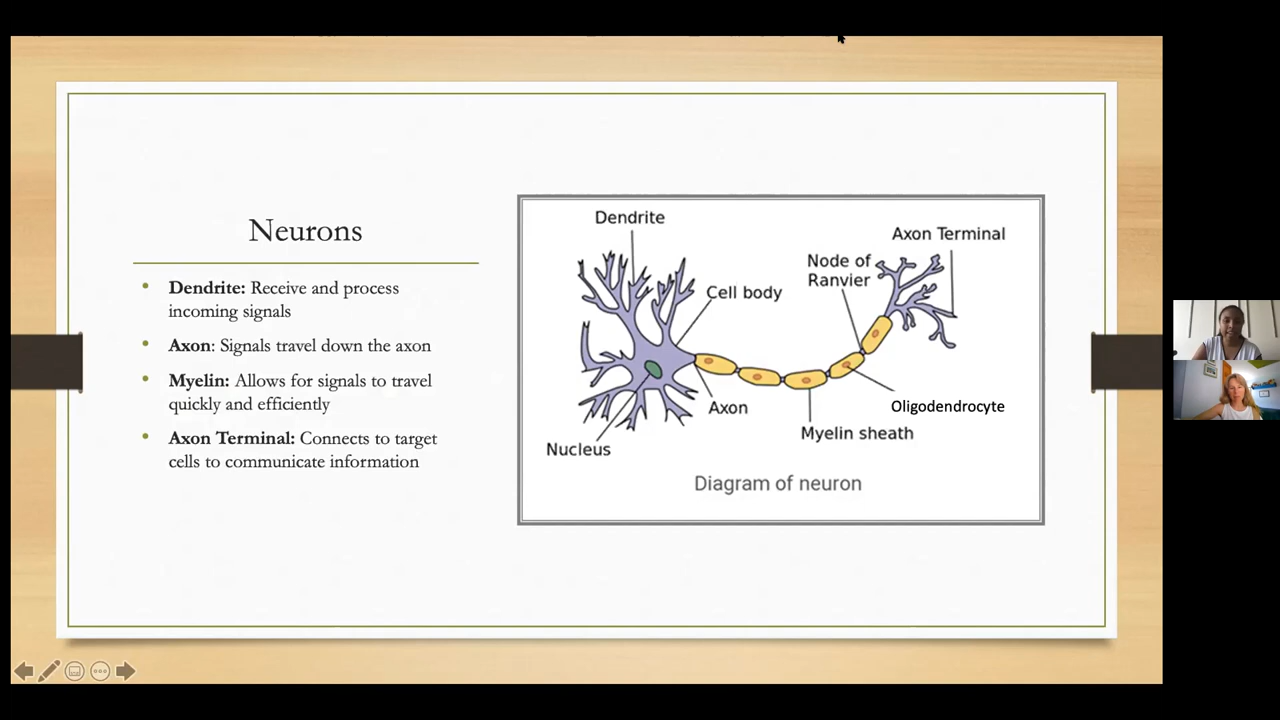 Neurons
Dendrite: Receive and process
incoming signals
Axon: Signals travel down the axon
Myelin: Allows for signals to travel
quickly and efficiently
Axon Terminal: Connects to target
cells to communicate information
Dendrite
Axon Terminal
Node of
Ranvier
Cell body
Axon
Oligodendrocyte
Myelin sheath
Nucleus
Diagram of neuron